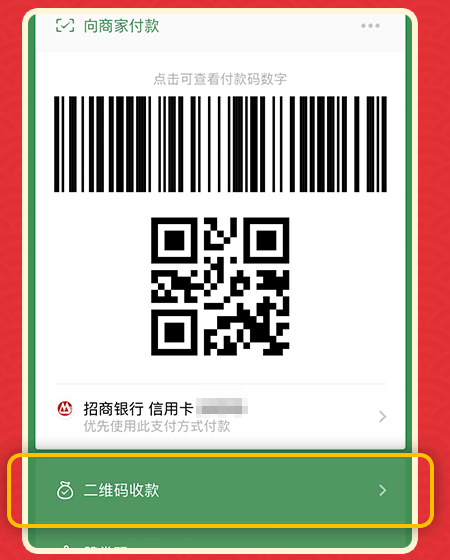 向商家付款
点击可查看付款码数字
招商银行 信用卡
优先使用此支付方式付款
二维码收款